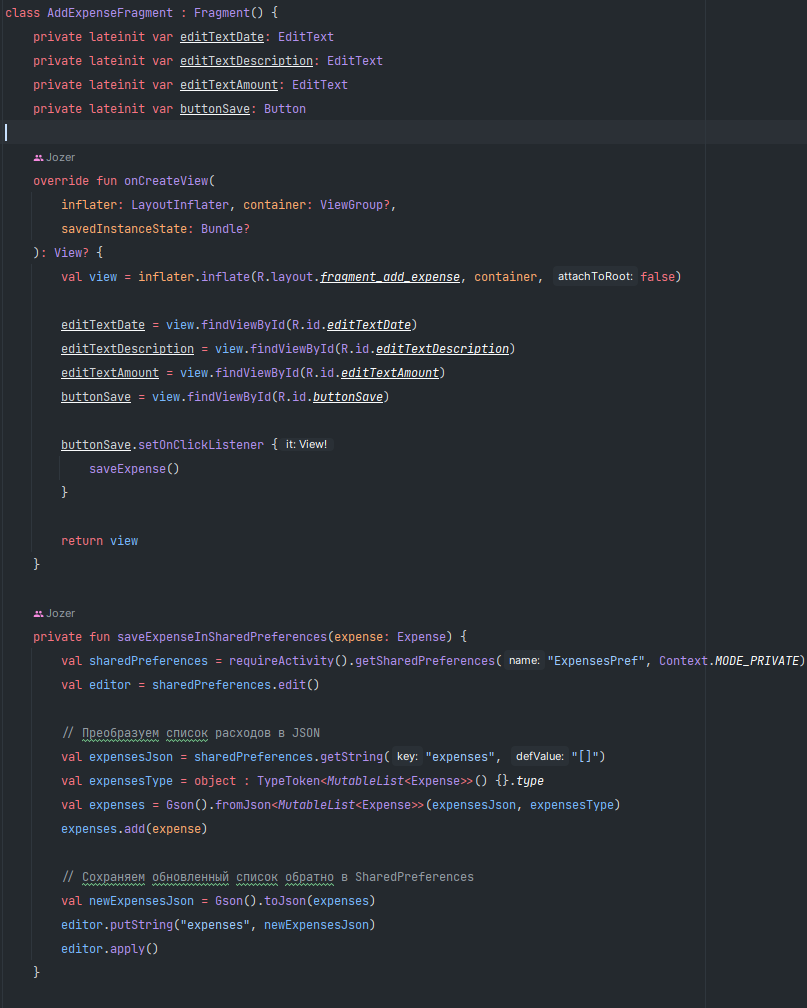 class AddExpenseFragment : Fragment() {
    private lateinit var editTextDate: EditText
    private lateinit var editTextDescription: EditText
    private lateinit var editTextAmount: EditText
    private lateinit var buttonSave: Button
    Jozer
    override fun onCreateView(
        inflater: LayoutInflater, container: ViewGroup?,
        savedInstanceState: Bundle?
    ): View? {
        val view = inflater.inflate(R.layout.fragment_add_expense, container, attachToRoot: false)
        editTextDate = view.findViewById(R.id.editTextDate)
        editTextDescription = view.findViewById(R.id.editTextDescription)
        editTextAmount = view.findViewById(R.id.editTextAmount)
        buttonSave = view.findViewById(R.id.buttonSave)
        buttonSave.setOnClickListener { it: View!
            saveExpense()
        }
        return view
    }
    Jozer
    private fun saveExpenseInSharedPreferences(expense: Expense) {
        val sharedPreferences = requireActivity().getSharedPreferences( name: "ExpensesPref", Context.MODE_PRIVATE)
        val editor = sharedPreferences.edit()
        // Преобразуем список расходов в JSON
        val expensesJson = sharedPreferences.getString( key: "expenses", defValue: "[]")
        val expensesType = object : TypeToken<MutableList<Expense>>() {}.type
        val expenses = Gson().fromJson<MutableList<Expense>>(expensesJson, expensesType)
        expenses.add(expense)
        // Сохраняем обновленный список обратно в SharedPreferences
        val newExpensesJson = Gson().toJson(expenses)
        editor.putString("expenses", newExpensesJson)
        editor.apply()
    }